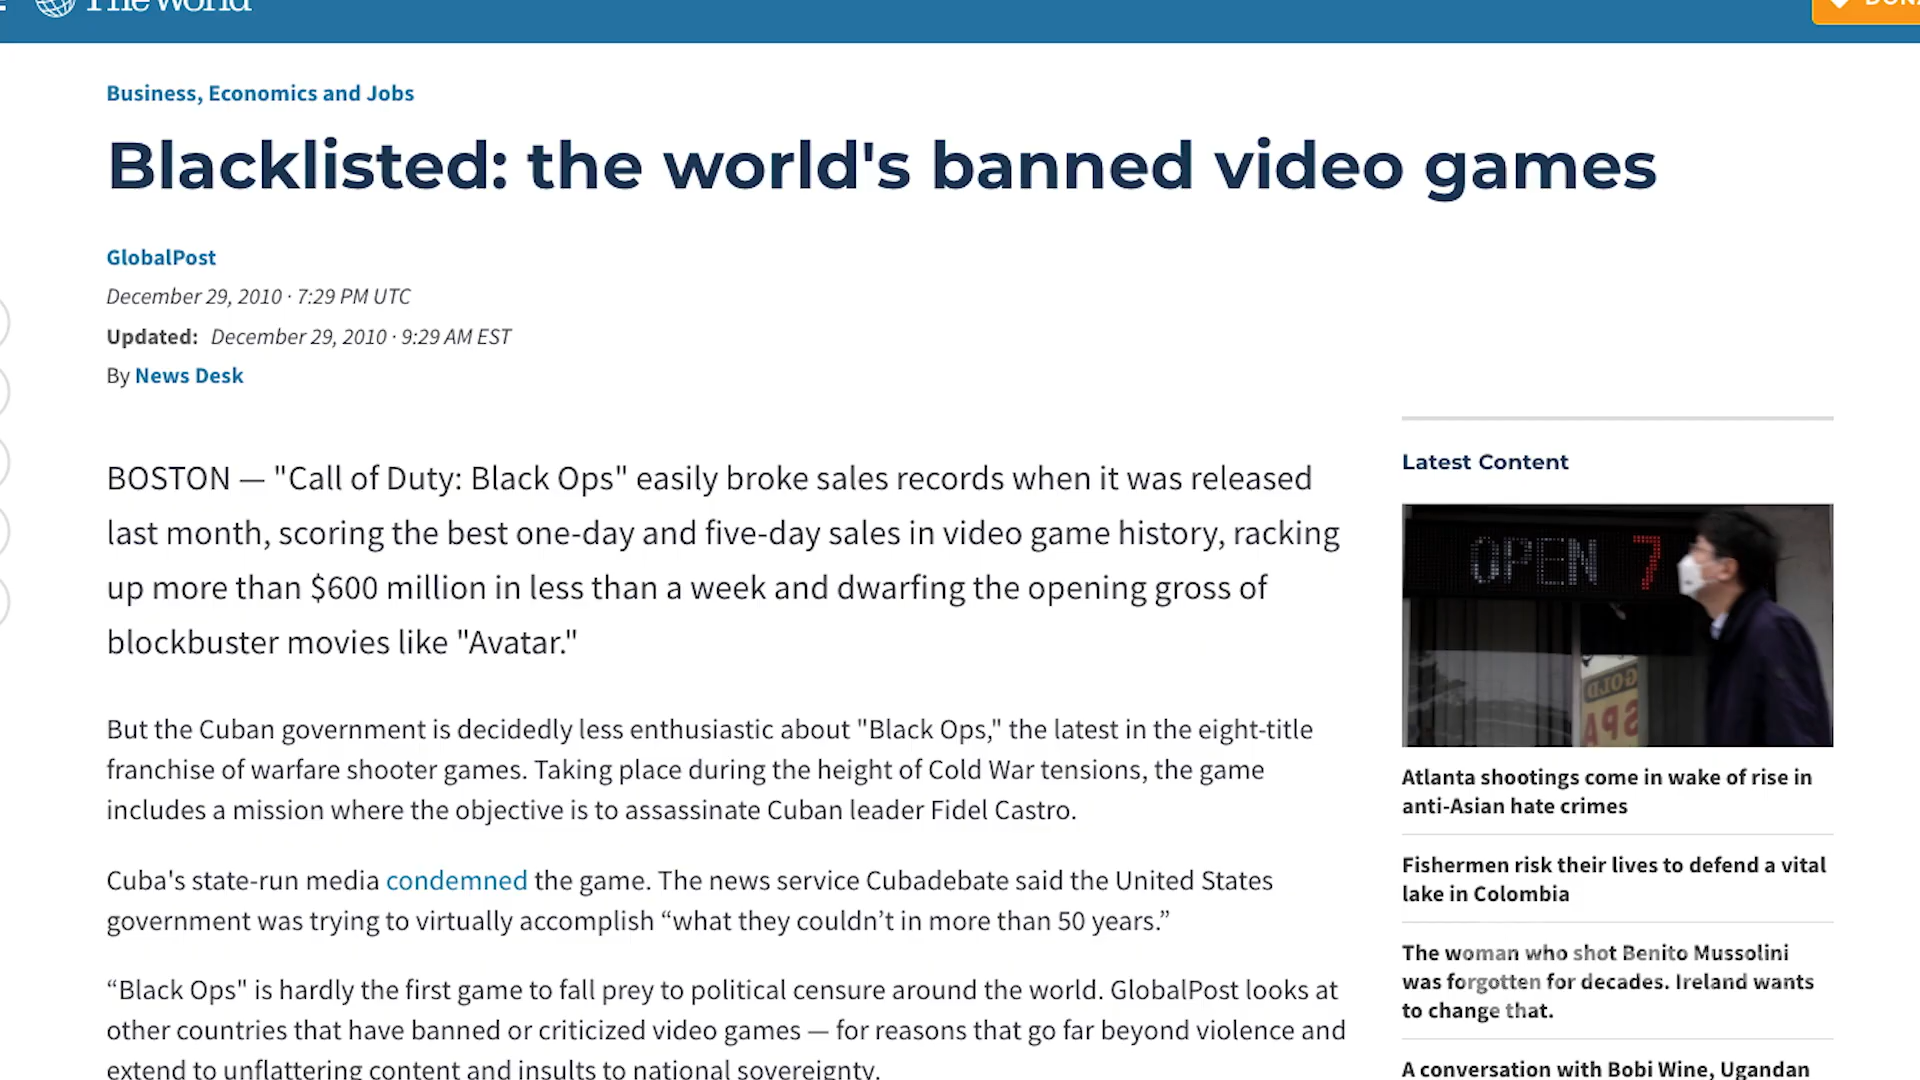 The World
Business, Economics and Jobs
Blacklisted: the world's banned video games
GlobalPost
December 29, 2010 · 7:29 PM UTC
Updated: December 29, 2010 · 9:29 AM EST
By News Desk
BOSTON — "Call of Duty: Black Ops" easily broke sales records when it was released
last month, scoring the best one-day and five-day sales in video game history, racking
up more than $600 million in less than a week and dwarfing the opening gross of
blockbuster movies like "Avatar."
But the Cuban government is decidedly less enthusiastic about "Black Ops," the latest in the eight-title
franchise of warfare shooter games. Taking place during the height of Cold War tensions, the game
includes a mission where the objective is to assassinate Cuban leader Fidel Castro.
Cuba's state-run media condemned the game. The news service Cubadebate said the United States
government was trying to virtually accomplish “what they couldn’t in more than 50 years.”
“Black Ops" is hardly the first game to fall prey to political censure around the world. GlobalPost looks at
other countries that have banned or criticized video games — for reasons that go far beyond violence and
extend to unflattering content and insults to national sovereignty.
Latest Content
OPEN 7
GOLD
SPA
Atlanta shootings come in wake of rise in
anti-Asian hate crimes
Fishermen risk their lives to defend a vital
lake in Colombia
The woman who shot Benito Mussolini
was forgotten for decades. Ireland wants
to change that.
A conversation with Bobi Wine, Ugandan